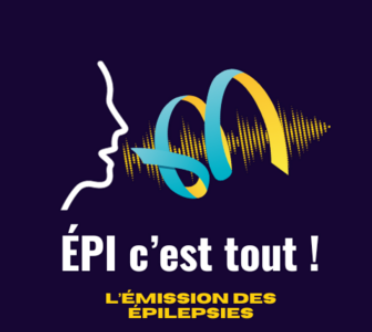 ÉPI c'est tout !
L'ÉMISSION DES
ÉPILEPSIES